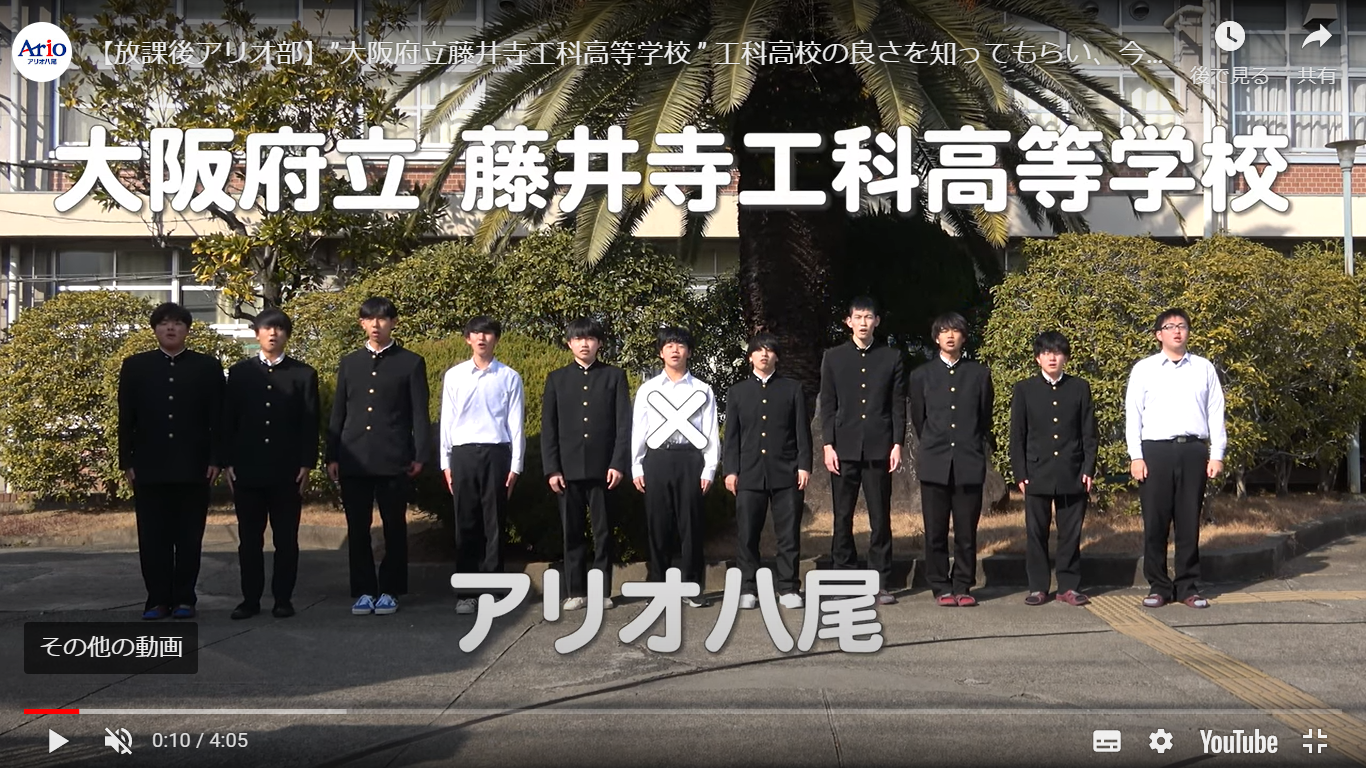 Ario
アリオ八尾
【放課後アリオ部】"大阪府立藤井寺工科高等学校 " 工科高校の良さを知ってもらい、今...
後で見る
共有
大阪府立 藤井寺工科高等学校
×
アリオ八尾
その他の動画
0:10 / 4:05
YouTube